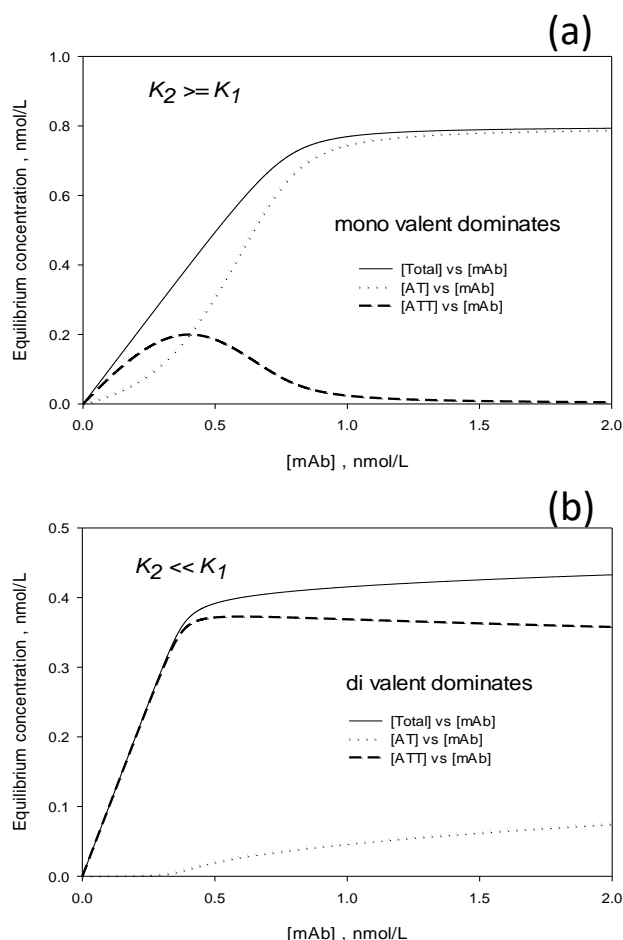 (a)
K2 >= K1
1.0
0.8
0.6
0.4
0.2
0.0
Equilibrium concentration , nmol/L
mono valent dominates
[Total] vs [mAb]
[AT] vs [mAb]
[ATT] vs [mAb]
0.0 0.5 1.0 1.5 2.0
[mAb] , nmol/L
(b)
K2 << K1
0.5
0.4
0.3
0.2
0.1
0.0
Equilibrium concentration , nmol/L
di valent dominates
[Total] vs [mAb]
[AT] vs [mAb]
[ATT] vs [mAb]
0.0 0.5 1.0 1.5 2.0
[mAb] , nmol/L